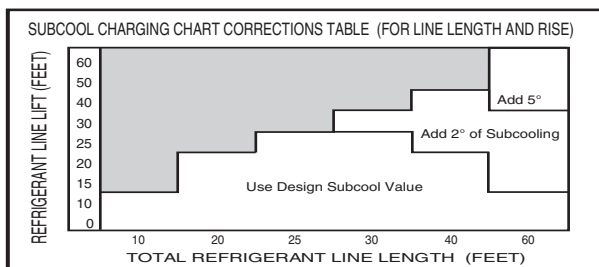 SUBCOOL CHARGING CHART CORRECTIONS TABLE (FOR LINE LENGTH AND RISE)
REFRIGERANT LINE LIFT (FEET)
60
50
40
30
25
20
15
10
0
Add 5°
Add 2° of Subcooling
Use Design Subcool Value
10 20 25 30 40 60
TOTAL REFRIGERANT LINE LENGTH (FEET)